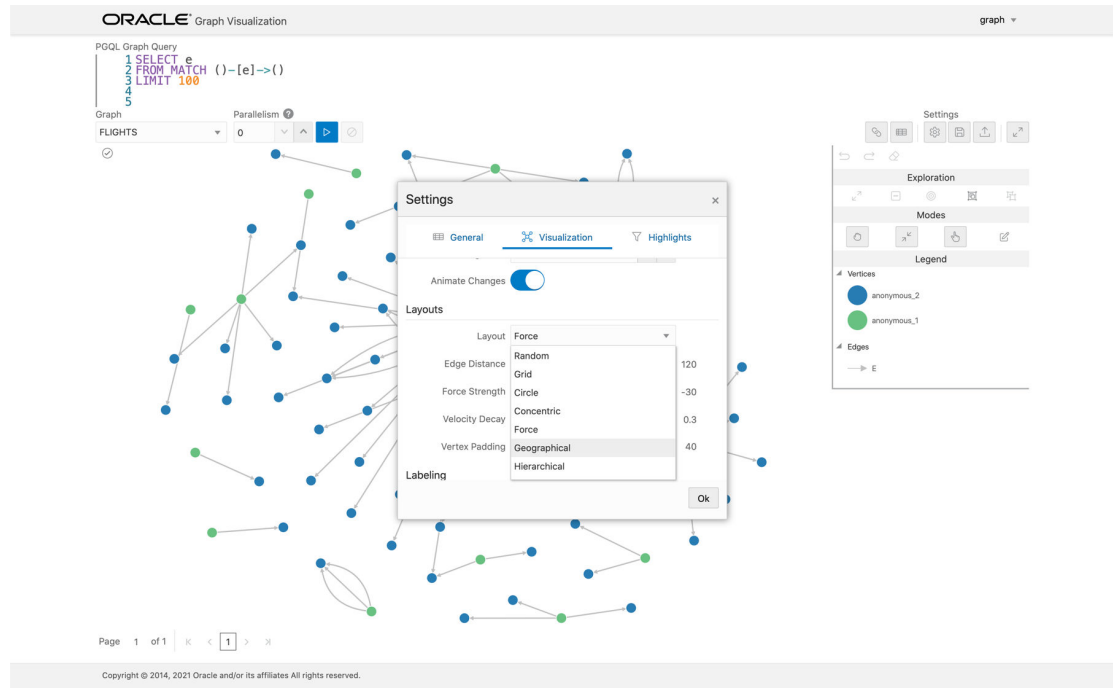 ORACLE® Graph Visualization
graph
PGQL Graph Query
1 SELECT e
2 FROM MATCH ()-[e]->()
3 LIMIT 100
4
5
Graph
Parallelism ?
Settings
FLIGHTS
0
Exploration
Modes
Legend
Vertices
anonymous_2
anonymous_1
Edges
E
Settings
×
General
Visualization
Highlights
Animate Changes
Layouts
Layout
Force
Random
Grid
Circle
Concentric
Force
Geographical
Hierarchical
Edge Distance
120
Force Strength
-30
Velocity Decay
0.3
Vertex Padding
40
Labeling
Ok
Page 1 of 1 K < 1 > >|
Copyright © 2014, 2021 Oracle and/or its affiliates All rights reserved.